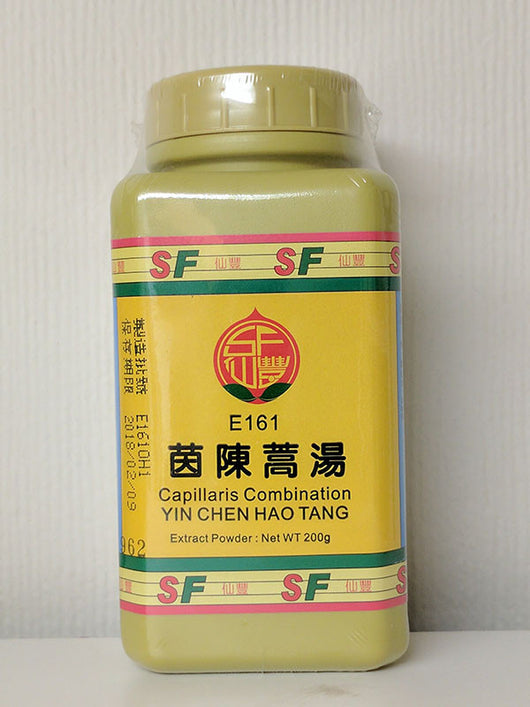 SF 仙豐 SF 仙豐 S
仙豐
E161
茵陳蒿湯
Capillaris Combination
YIN CHEN HAO TANG
Extract Powder : Net WT 200g
製造批號 E1610H1
保存期限 2018/02/09
962
SF 仙豐 SF 仙豐 S